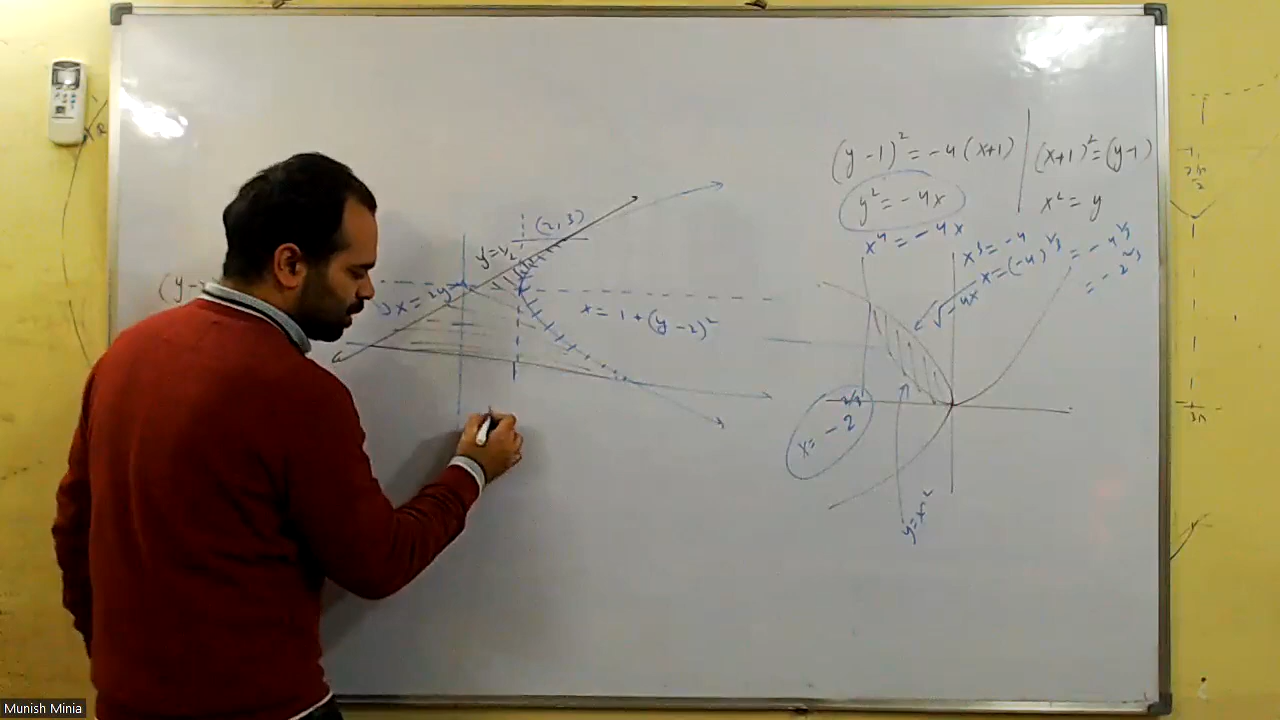 (y-1)² = -4(x+1)
(x+1)² = (y-1)
y² = -4x
x² = y
x⁴ = -4x
x³ = -4
x = (-4)^1/3 = -4^1/3
= -2^2/3
√-4x
x = -2^2/3
y = x²
(2,3)
x = 1 + (y-2)²
(y-
Munish Minia